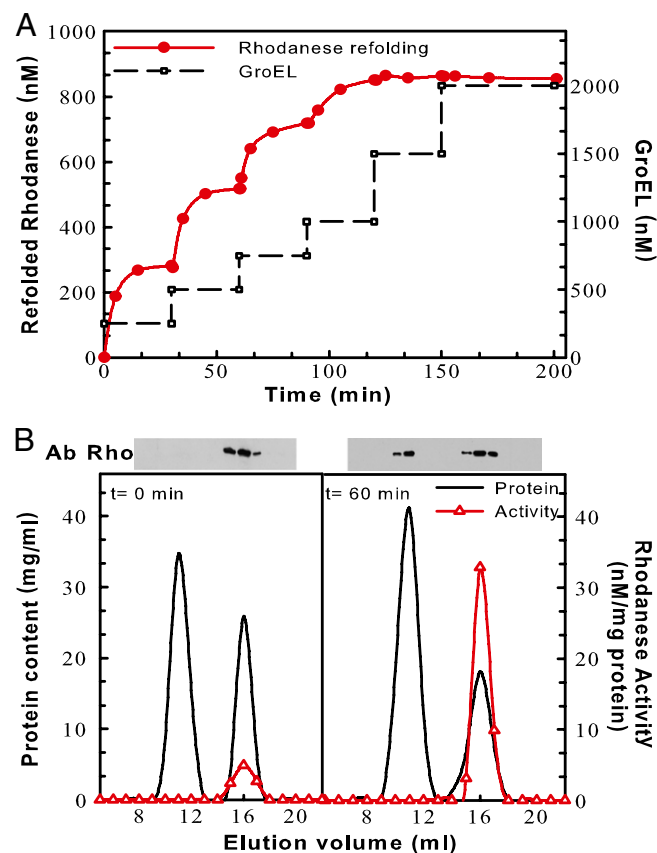 A
1000
800
600
400
200
0
Refolded Rhodanese (nM)
Rhodanese refolding
GroEL
2000
1500
1000
500
0
GroEL (nM)
0
50
100
150
200
Time (min)
B
Ab Rho
t= 0 min
t= 60 min
Protein
Activity
40
30
20
10
0
Protein content (mg/ml)
40
30
20
10
0
Rhodanese Activity
(nM/mg protein)
8
12
16
20
8
12
16
20
Elution volume (ml)